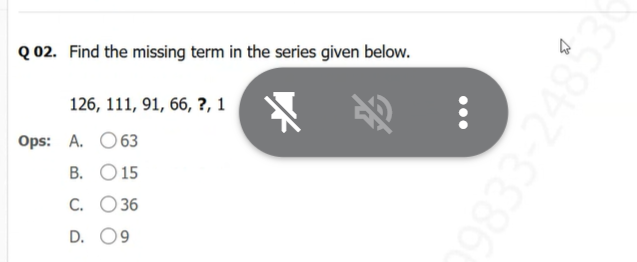 Q 02. Find the missing term in the series given below.
126, 111, 91, 66, ?, 1
Ops: A. 63
B. 15
C. 36
D. 9
09833-248536